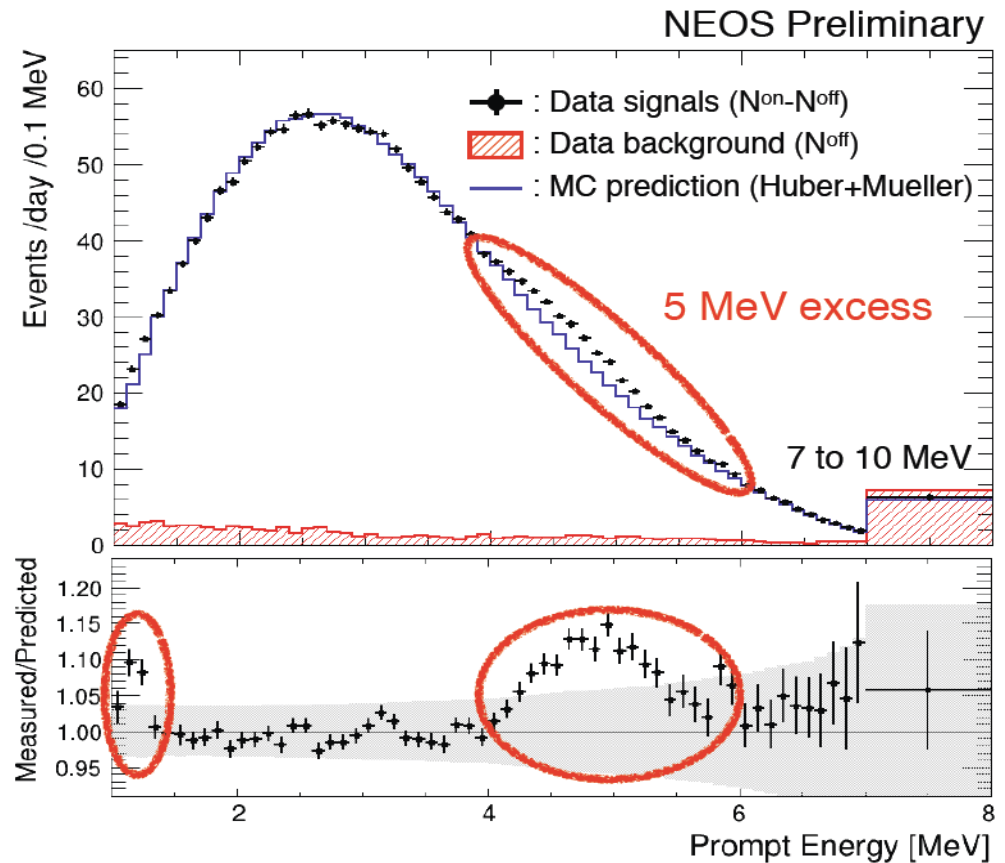 NEOS Preliminary
Events /day /0.1 MeV
60
50
40
30
20
10
0
: Data signals (Nᵒⁿ-Nᵒᶠᶠ)
: Data background (Nᵒᶠᶠ)
: MC prediction (Huber+Mueller)
5 MeV excess
7 to 10 MeV
Measured/Predicted
1.20
1.15
1.10
1.05
1.00
0.95
2
4
6
8
Prompt Energy [MeV]